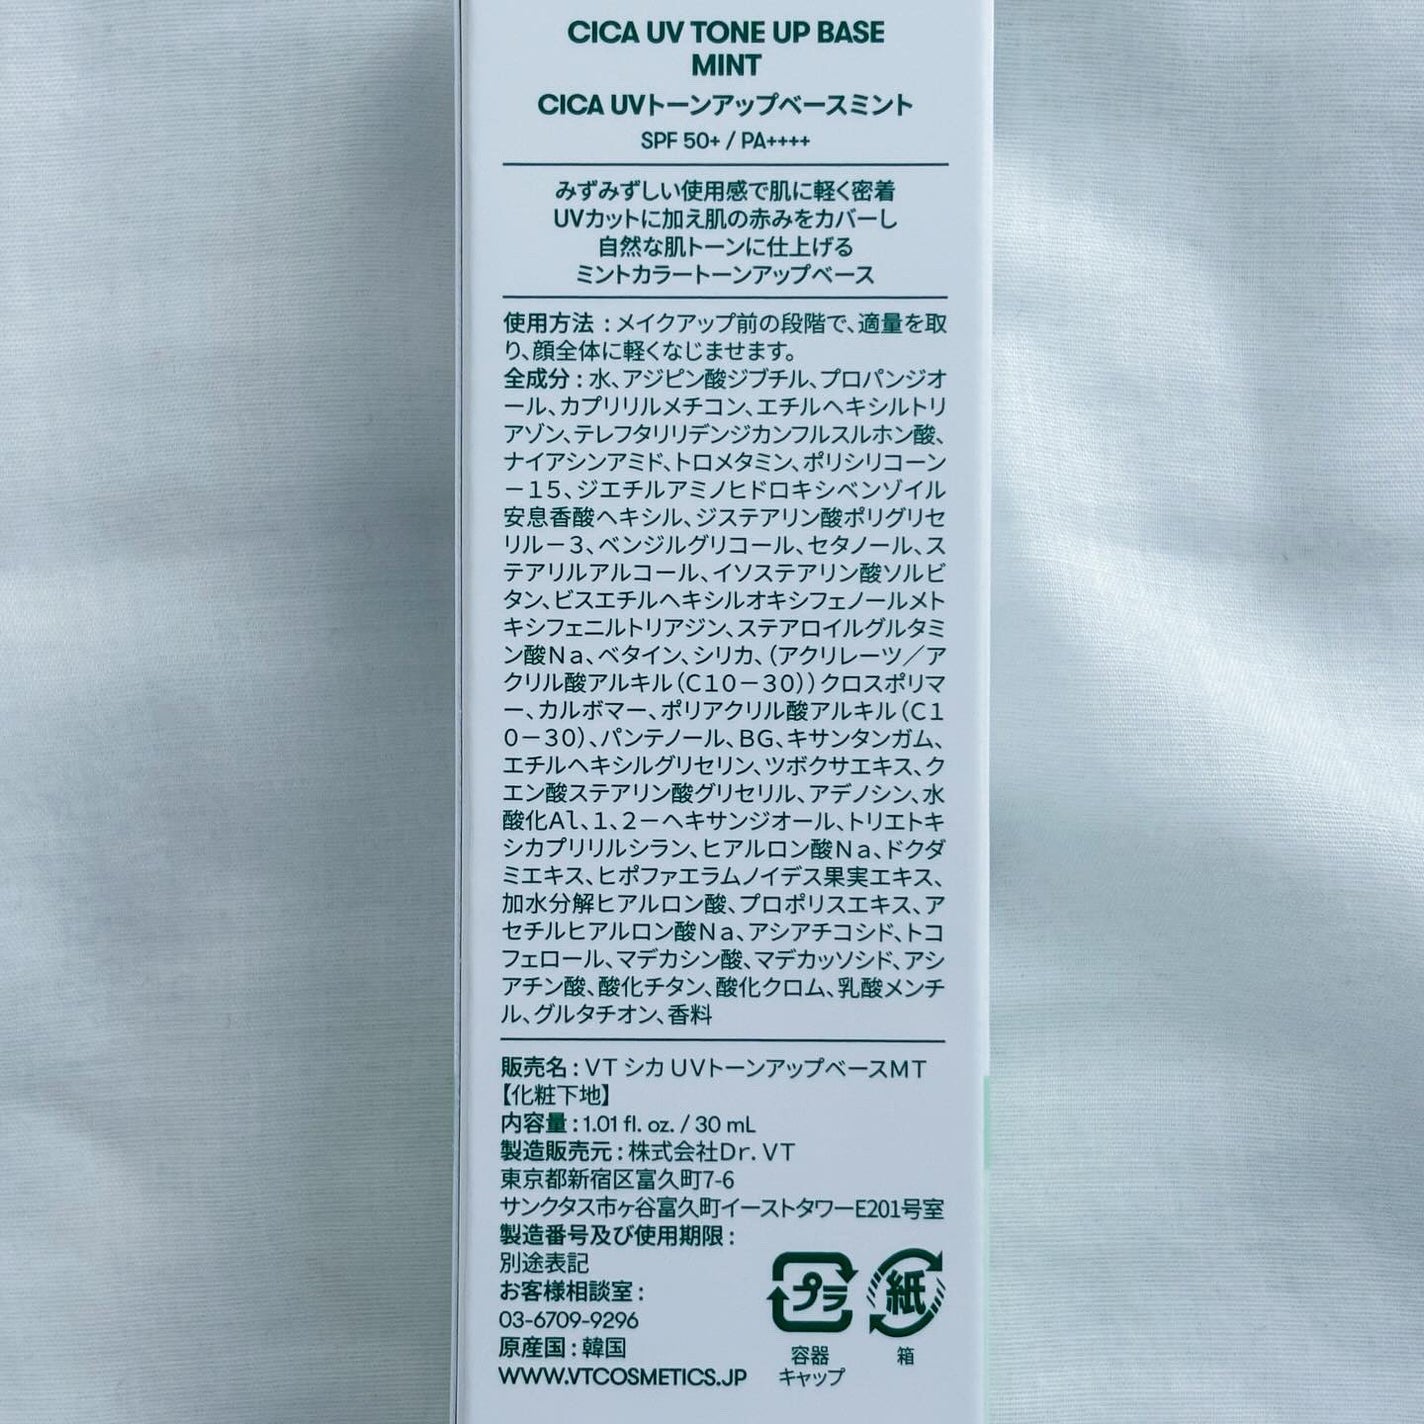 CICA UV TONE UP BASE
MINT
CICA UVトーンアップベースミント
SPF 50+ / PA++++
みずみずしい使用感で肌に軽く密着
UVカットに加え肌の赤みをカバーし
自然な肌トーンに仕上げる
ミントカラートーンアップベース
使用方法：メイクアップ前の段階で、適量を取
り、顔全体に軽くなじませます。
全成分：水、アジピン酸ジブチル、プロパンジオ
ール、カプリリルメチコン、エチルヘキシルトリ
アゾン、テレフタリリデンジカンフルスルホン酸、
ナイアシンアミド、トロメタミン、ポリシリコーン
－１５、ジエチルアミノヒドロキシベンゾイル
安息香酸ヘキシル、ジステアリン酸ポリグリセ
リル－３、ベンジルグリコール、セタノール、ス
テアリルアルコール、イソステアリン酸ソルビ
タン、ビスエチルヘキシルオキシフェノールメト
キシフェニルトリアジン、ステアロイルグルタミ
ン酸Ｎａ、ベタイン、シリカ、（アクリレーツ／ア
クリル酸アルキル（Ｃ１０－３０））クロスポリマ
ー、カルボマー、ポリアクリル酸アルキル（Ｃ１
０－３０）、パンテノール、ＢＧ、キサンタンガム、
エチルヘキシルグリセリン、ツボクサエキス、ク
エン酸ステアリン酸グリセリル、アデノシン、水
酸化Ａｌ、１、２－ヘキサンジオール、トリエトキ
シカプリリルシラン、ヒアルロン酸Ｎａ、ドクダ
ミエキス、ヒポファエラムノイデス果実エキス、
加水分解ヒアルロン酸、プロポリスエキス、ア
セチルヒアルロン酸Ｎａ、アシアチコシド、トコ
フェロール、マデカシン酸、マデカッソシド、アシ
アチン酸、酸化チタン、酸化クロム、乳酸メンチ
ル、グルタチオン、香料
販売名：ＶＴ シカ UVトーンアップベースＭＴ
【化粧下地】
内容量：1.01 fl. oz. / 30 mL
製造販売元：株式会社Ｄｒ．ＶＴ
東京都新宿区富久町7-6
サンクタス市ヶ谷富久町イーストタワーE201号室
製造番号及び使用期限：
別途表記
お客様相談室：
03-6709-9296
原産国：韓国
WWW.VTCOSMETICS.JP
プラ
容器
キャップ
紙
箱